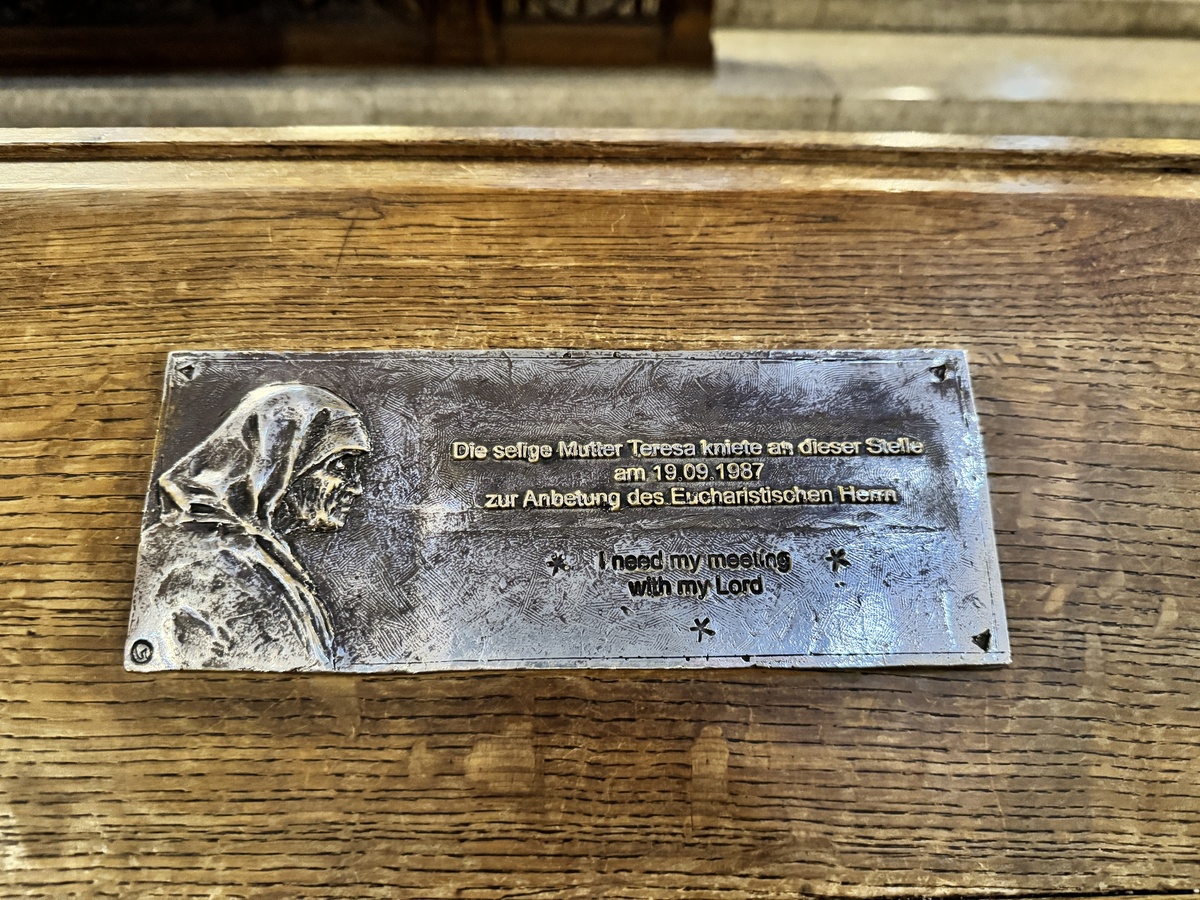 Die selige Mutter Teresa kniete an dieser Stelle
am 19.09.1987
zur Anbetung des Eucharistischen Herrn
I need my meeting
with my Lord